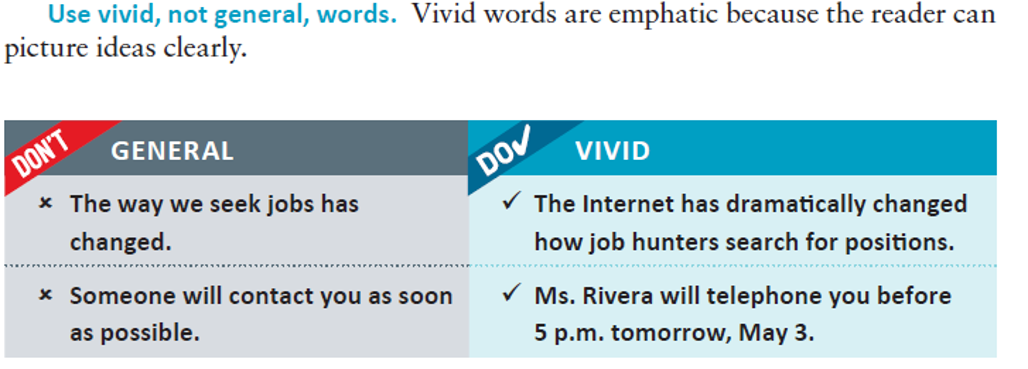 Use vivid, not general, words. Vivid words are emphatic because the reader can
picture ideas clearly.
DON'T GENERAL
× The way we seek jobs has
changed.
× Someone will contact you as soon
as possible.
DO✓ VIVID
✓ The Internet has dramatically changed
how job hunters search for positions.
✓ Ms. Rivera will telephone you before
5 p.m. tomorrow, May 3.